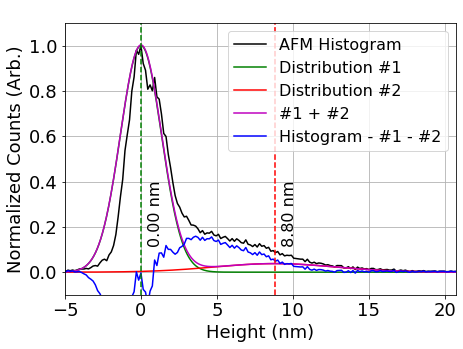 AFM Histogram
Distribution #1
Distribution #2
#1 + #2
Histogram - #1 - #2
Normalized Counts (Arb.)
1.0
0.8
0.6
0.4
0.2
0.0
0.00 nm
8.80 nm
−5
0
5
10
15
20
Height (nm)